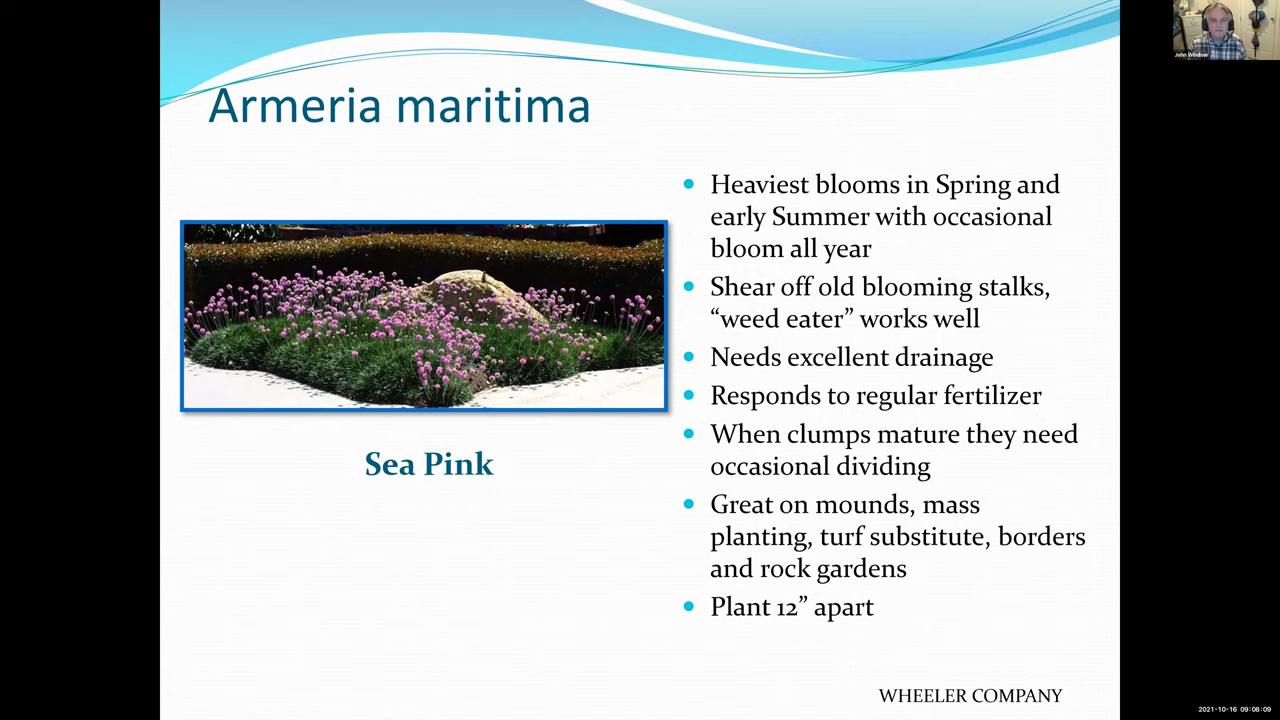 Armeria maritima
Heaviest blooms in Spring and
early Summer with occasional
bloom all year
Shear off old blooming stalks,
“weed eater” works well
Needs excellent drainage
Responds to regular fertilizer
When clumps mature they need
occasional dividing
Great on mounds, mass
planting, turf substitute, borders
and rock gardens
Plant 12” apart
Sea Pink
WHEELER COMPANY
John Windsor
2021-10-16 09:08:09